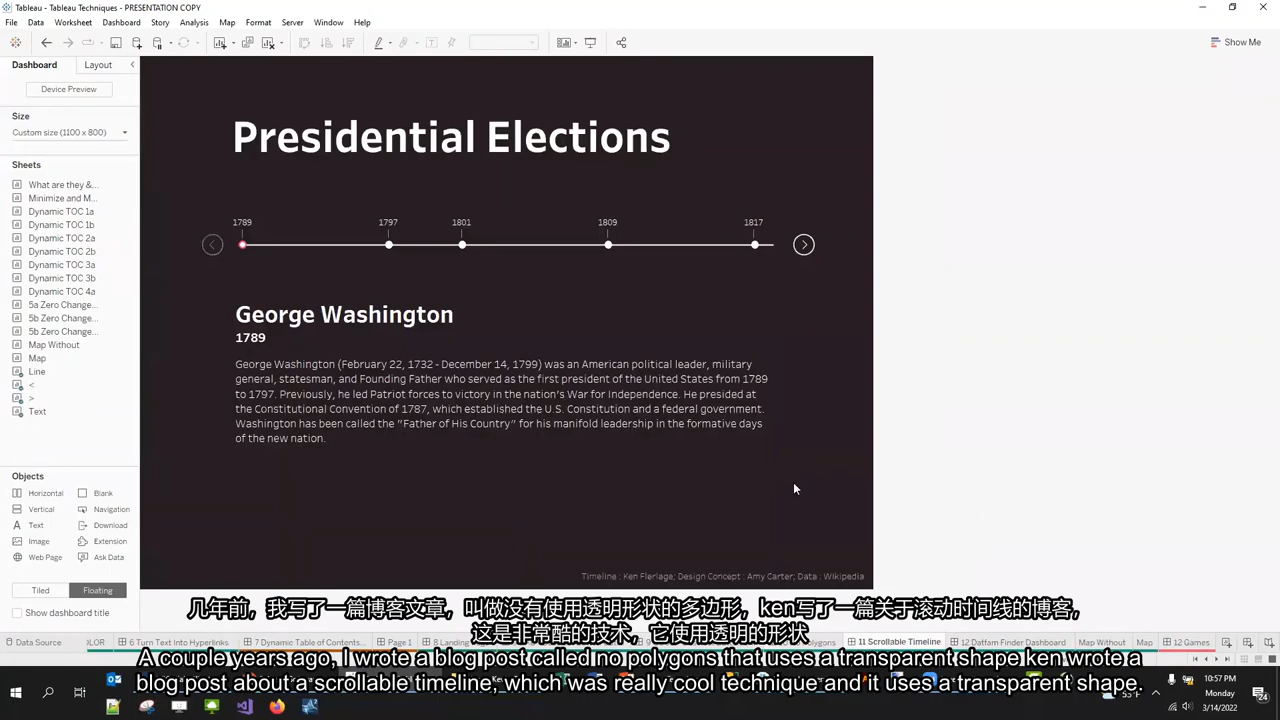 Tableau - Tableau Techniques - PRESENTATION COPY
File Data Worksheet Dashboard Story Analysis Map Format Server Window Help
Show Me
Dashboard Layout
Device Preview
Size
Custom size (1100 x 800)
Sheets
What are they &...
Minimize and M...
Dynamic TOC 1a
Dynamic TOC 1b
Dynamic TOC 2a
Dynamic TOC 2b
Dynamic TOC 3a
Dynamic TOC 3b
Dynamic TOC 4a
5a Zero Change...
5b Zero Change...
5b Zero Change...
Map Without
Map
Line
<
>
Text
Objects
Horizontal Blank
Vertical Navigation
Text Download
Image Extension
Web Page Ask Data
Tiled Floating
Show dashboard title
Presidential Elections
1789 1797 1801 1809 1817
George Washington
1789
George Washington (February 22, 1732 - December 14, 1799) was an American political leader, military
general, statesman, and Founding Father who served as the first president of the United States from 1789
to 1797. Previously, he led Patriot forces to victory in the nation's War for Independence. He presided at
the Constitutional Convention of 1787, which established the U.S. Constitution and a federal government.
Washington has been called the "Father of His Country" for his manifold leadership in the formative days
of the new nation.
Timeline : Ken Flerlage; Design Concept : Amy Carter; Data : Wikipedia
几年前，我写了一篇博客文章，叫做没有使用透明形状的多边形，ken写了一篇关于滚动时间线的博客，
这是非常酷的技术，它使用透明的形状
Data Source XLOR 6 Turn Text Into Hyperlinks 7 Dynamic Table of Contents... Page 1 8 Landing olygons 11 Scrollable Timeline 12 Datfam Finder Dashboard Map Without Map 12 Games
A couple years ago, I wrote a blog post called no polygons that uses a transparent shape ken wrote a
blog post about a scrollable timeline, which was really cool technique and it uses a transparent shape.
10:57 PM
Monday
3/14/2022
53°F
24